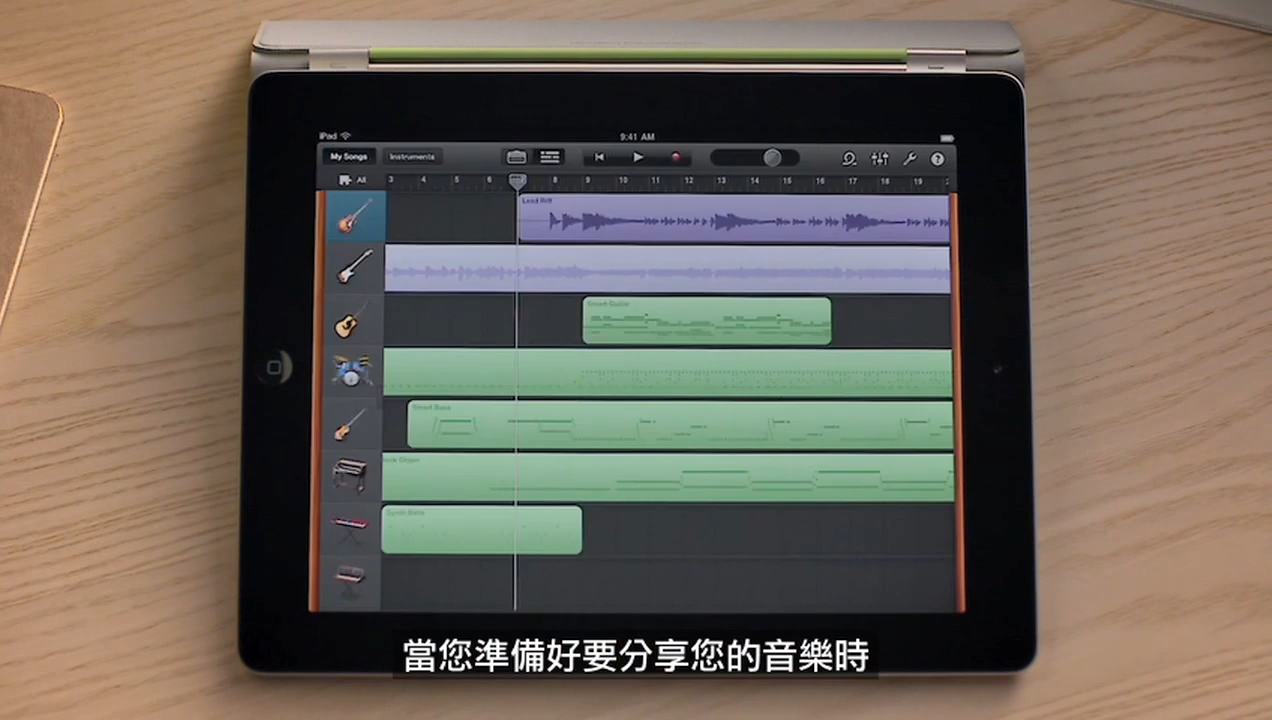 iPad
9:41 AM
My Songs
Instruments
All
3 4 5 6 7 8 9 10 11 12 13 14 15 16 17 18 19
Lead Riff
Smart Guitar
Smart Bass
Synth Bells
當您準備好要分享您的音樂時